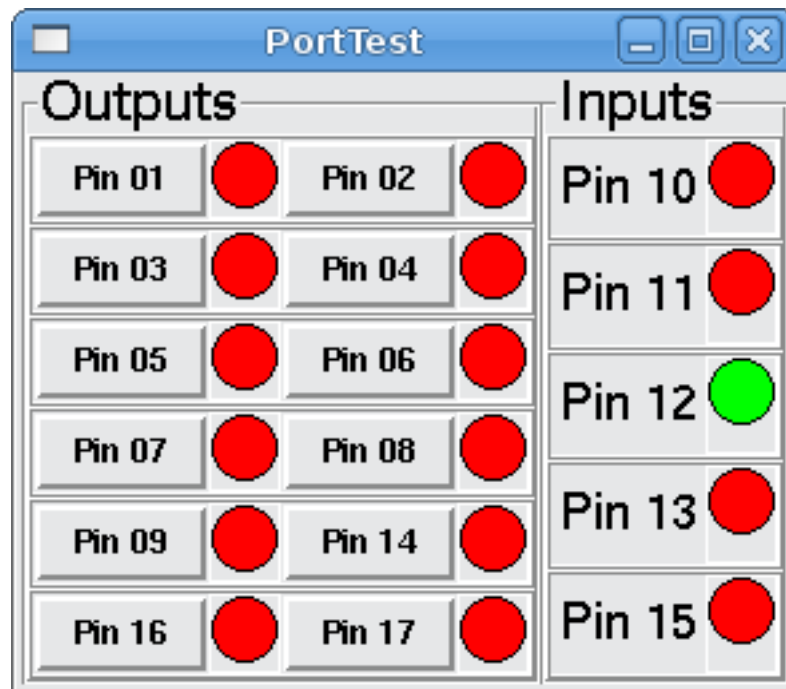 PortTest
Outputs
Pin 01 Pin 02
Pin 03 Pin 04
Pin 05 Pin 06
Pin 07 Pin 08
Pin 09 Pin 14
Pin 16 Pin 17
Inputs
Pin 10
Pin 11
Pin 12
Pin 13
Pin 15